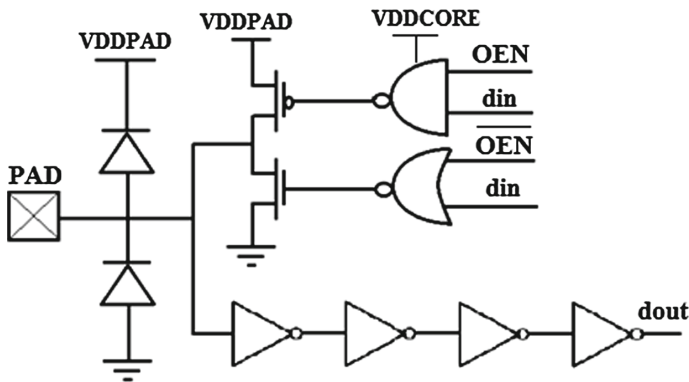 VDDPAD
VDDPAD
VDDCORE
OEN
din
OEN
din
PAD
dout